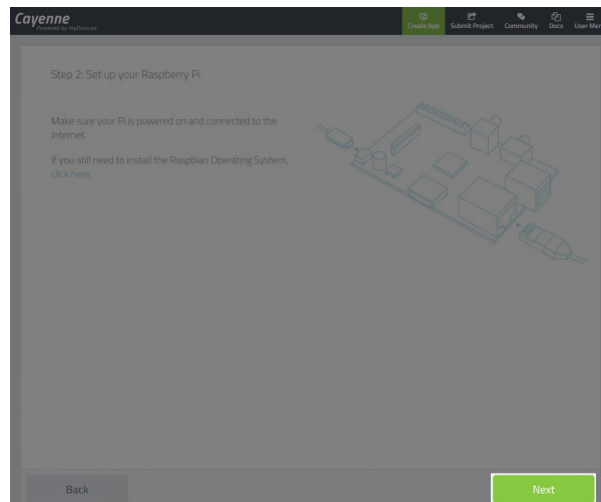 Cayenne
Powered by myDevices
Create App
Submit Project
Community
Docs
User Men
Step 2: Set up your Raspberry Pi
Make sure your Pi is powered on and connected to the
Internet.
If you still need to install the Raspbian Operating System,
click here.
Back
Next